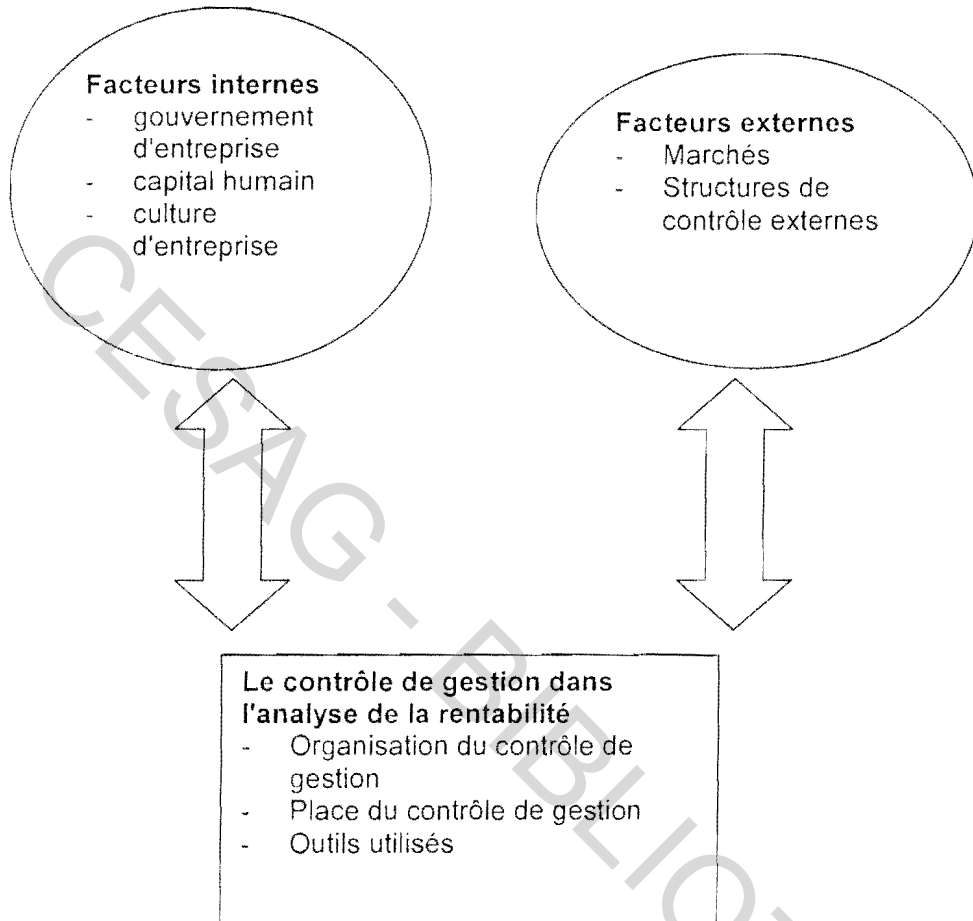 Facteurs internes
- gouvernement
d'entreprise
- capital humain
- culture
d'entreprise
Facteurs externes
- Marchés
- Structures de
contrôle externes
Le contrôle de gestion dans
l'analyse de la rentabilité
- Organisation du contrôle de
gestion
- Place du contrôle de gestion
- Outils utilisés
CESAG - BIBLIOT